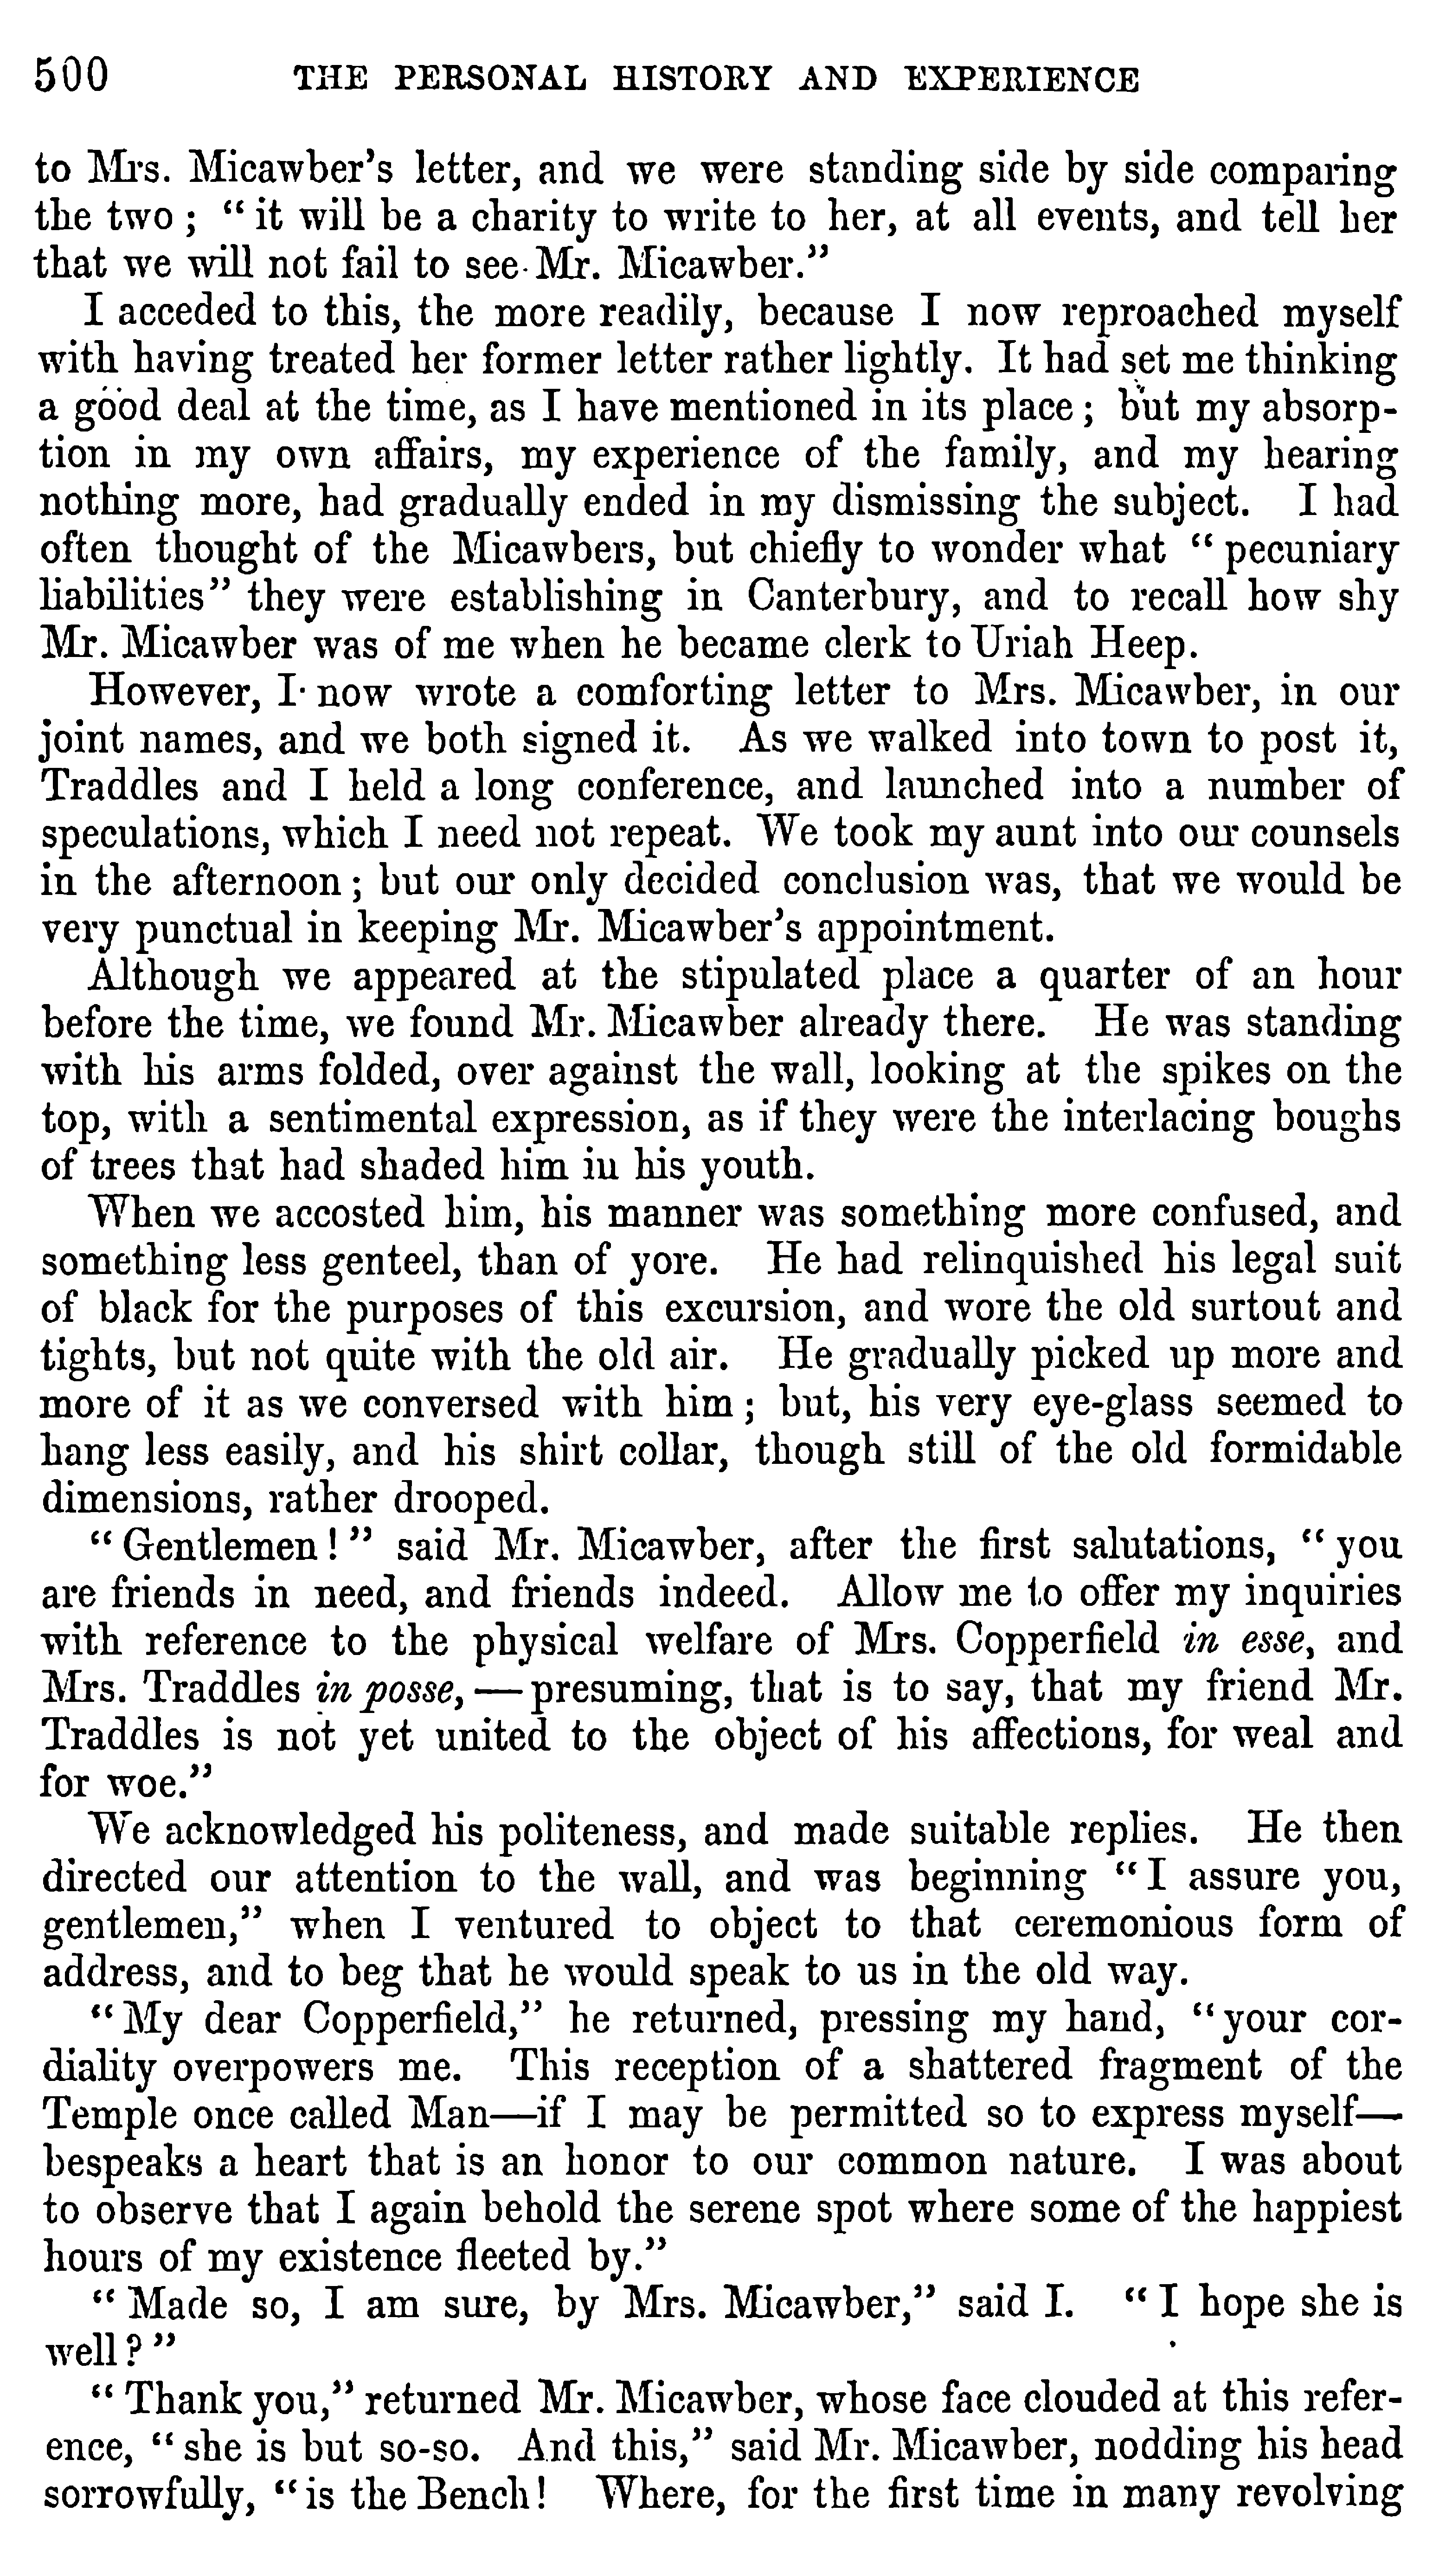 500 THE PERSONAL HISTORY AND EXPERIENCE
to Mrs. Micawber's letter, and we were standing side by side comparing
the two; "it will be a charity to write to her, at all events, and tell her
that we will not fail to see Mr. Micawber."
I acceded to this, the more readily, because I now reproached myself
with having treated her former letter rather lightly. It had set me thinking
a good deal at the time, as I have mentioned in its place; but my absorp-
tion in my own affairs, my experience of the family, and my hearing
nothing more, had gradually ended in my dismissing the subject. I had
often thought of the Micawbers, but chiefly to wonder what "pecuniary
liabilities" they were establishing in Canterbury, and to recall how shy
Mr. Micawber was of me when he became clerk to Uriah Heep.
However, I now wrote a comforting letter to Mrs. Micawber, in our
joint names, and we both signed it. As we walked into town to post it,
Traddles and I held a long conference, and launched into a number of
speculations, which I need not repeat. We took my aunt into our counsels
in the afternoon; but our only decided conclusion was, that we would be
very punctual in keeping Mr. Micawber's appointment.
Although we appeared at the stipulated place a quarter of an hour
before the time, we found Mr. Micawber already there. He was standing
with his arms folded, over against the wall, looking at the spikes on the
top, with a sentimental expression, as if they were the interlacing boughs
of trees that had shaded him in his youth.
When we accosted him, his manner was something more confused, and
something less genteel, than of yore. He had relinquished his legal suit
of black for the purposes of this excursion, and wore the old surtout and
tights, but not quite with the old air. He gradually picked up more and
more of it as we conversed with him; but, his very eye-glass seemed to
hang less easily, and his shirt collar, though still of the old formidable
dimensions, rather drooped.
"Gentlemen!" said Mr. Micawber, after the first salutations, "you
are friends in need, and friends indeed. Allow me to offer my inquiries
with reference to the physical welfare of Mrs. Copperfield in esse, and
Mrs. Traddles in posse,—presuming, that is to say, that my friend Mr.
Traddles is not yet united to the object of his affections, for weal and
for woe."
We acknowledged his politeness, and made suitable replies. He then
directed our attention to the wall, and was beginning "I assure you,
gentlemen," when I ventured to object to that ceremonious form of
address, and to beg that he would speak to us in the old way.
"My dear Copperfield," he returned, pressing my hand, "your cor-
diality overpowers me. This reception of a shattered fragment of the
Temple once called Man—if I may be permitted so to express myself—
bespeaks a heart that is an honor to our common nature. I was about
to observe that I again behold the serene spot where some of the happiest
hours of my existence fleeted by."
"Made so, I am sure, by Mrs. Micawber," said I. "I hope she is
well?"
"Thank you," returned Mr. Micawber, whose face clouded at this refer-
ence, "she is but so-so. And this," said Mr. Micawber, nodding his head
sorrowfully, "is the Bench! Where, for the first time in many revolving